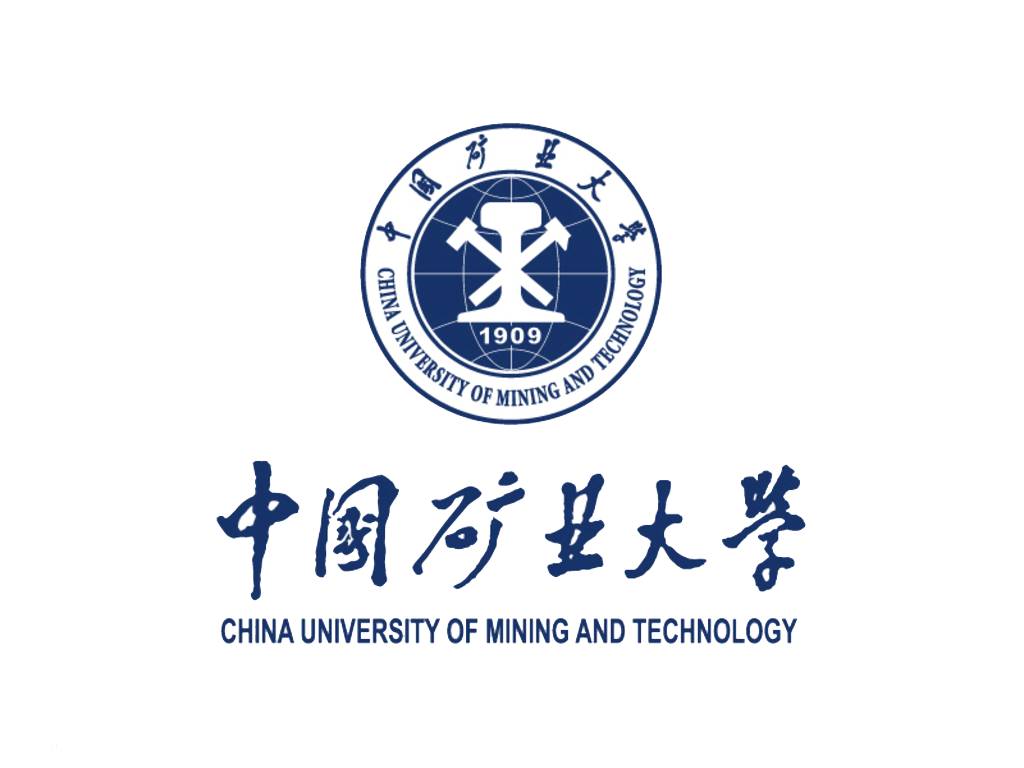 中国矿业大学
1909
CHINA UNIVERSITY OF MINING AND TECHNOLOGY
中国矿业大学
CHINA UNIVERSITY OF MINING AND TECHNOLOGY